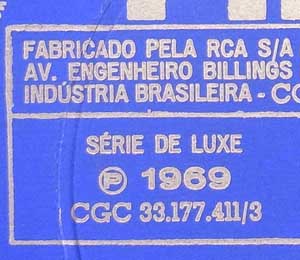 FABRICADO PELA RCA S/A
AV. ENGENHEIRO BILLINGS
INDÚSTRIA BRASILEIRA -
SÉRIE DE LUXE
Ⓟ 1969
CGC 33.177.411/3